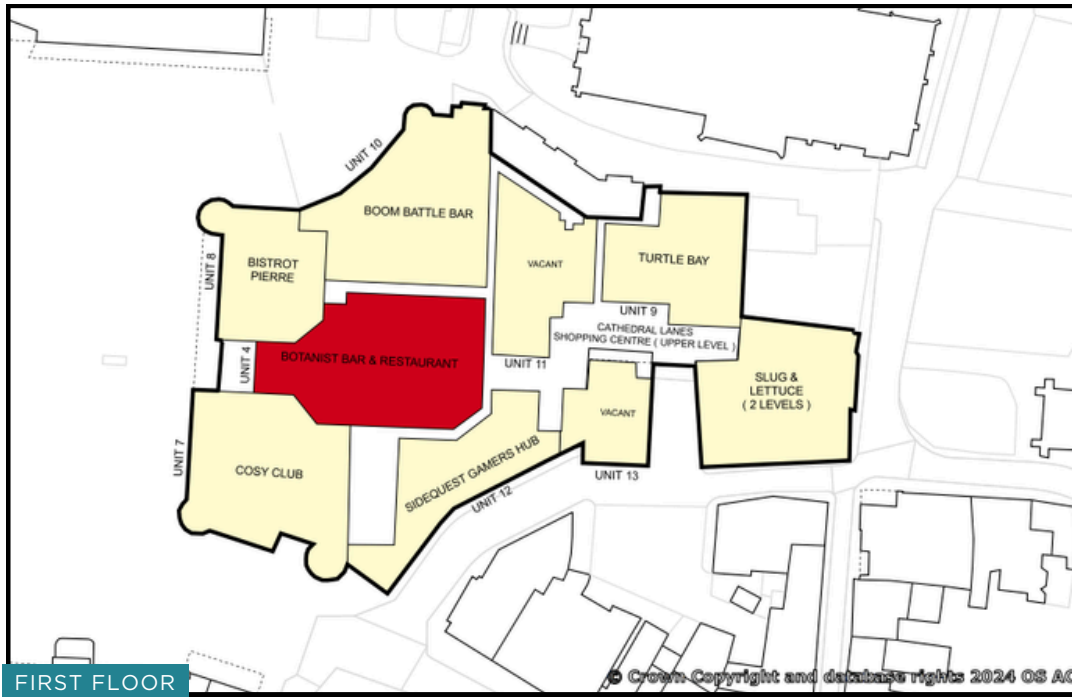 UNIT 10
BOOM BATTLE BAR
UNIT 8
BISTROT
PIERRE
VACANT
TURTLE BAY
UNIT 9
CATHEDRAL LANES
SHOPPING CENTRE ( UPPER LEVEL )
UNIT 4
BOTANIST BAR & RESTAURANT
UNIT 11
SLUG &
LETTUCE
( 2 LEVELS )
VACANT
UNIT 7
COSY CLUB
SIDEQUEST GAMERS HUB
UNIT 12
UNIT 13
FIRST FLOOR
© Crown Copyright and database rights 2024 OS AC